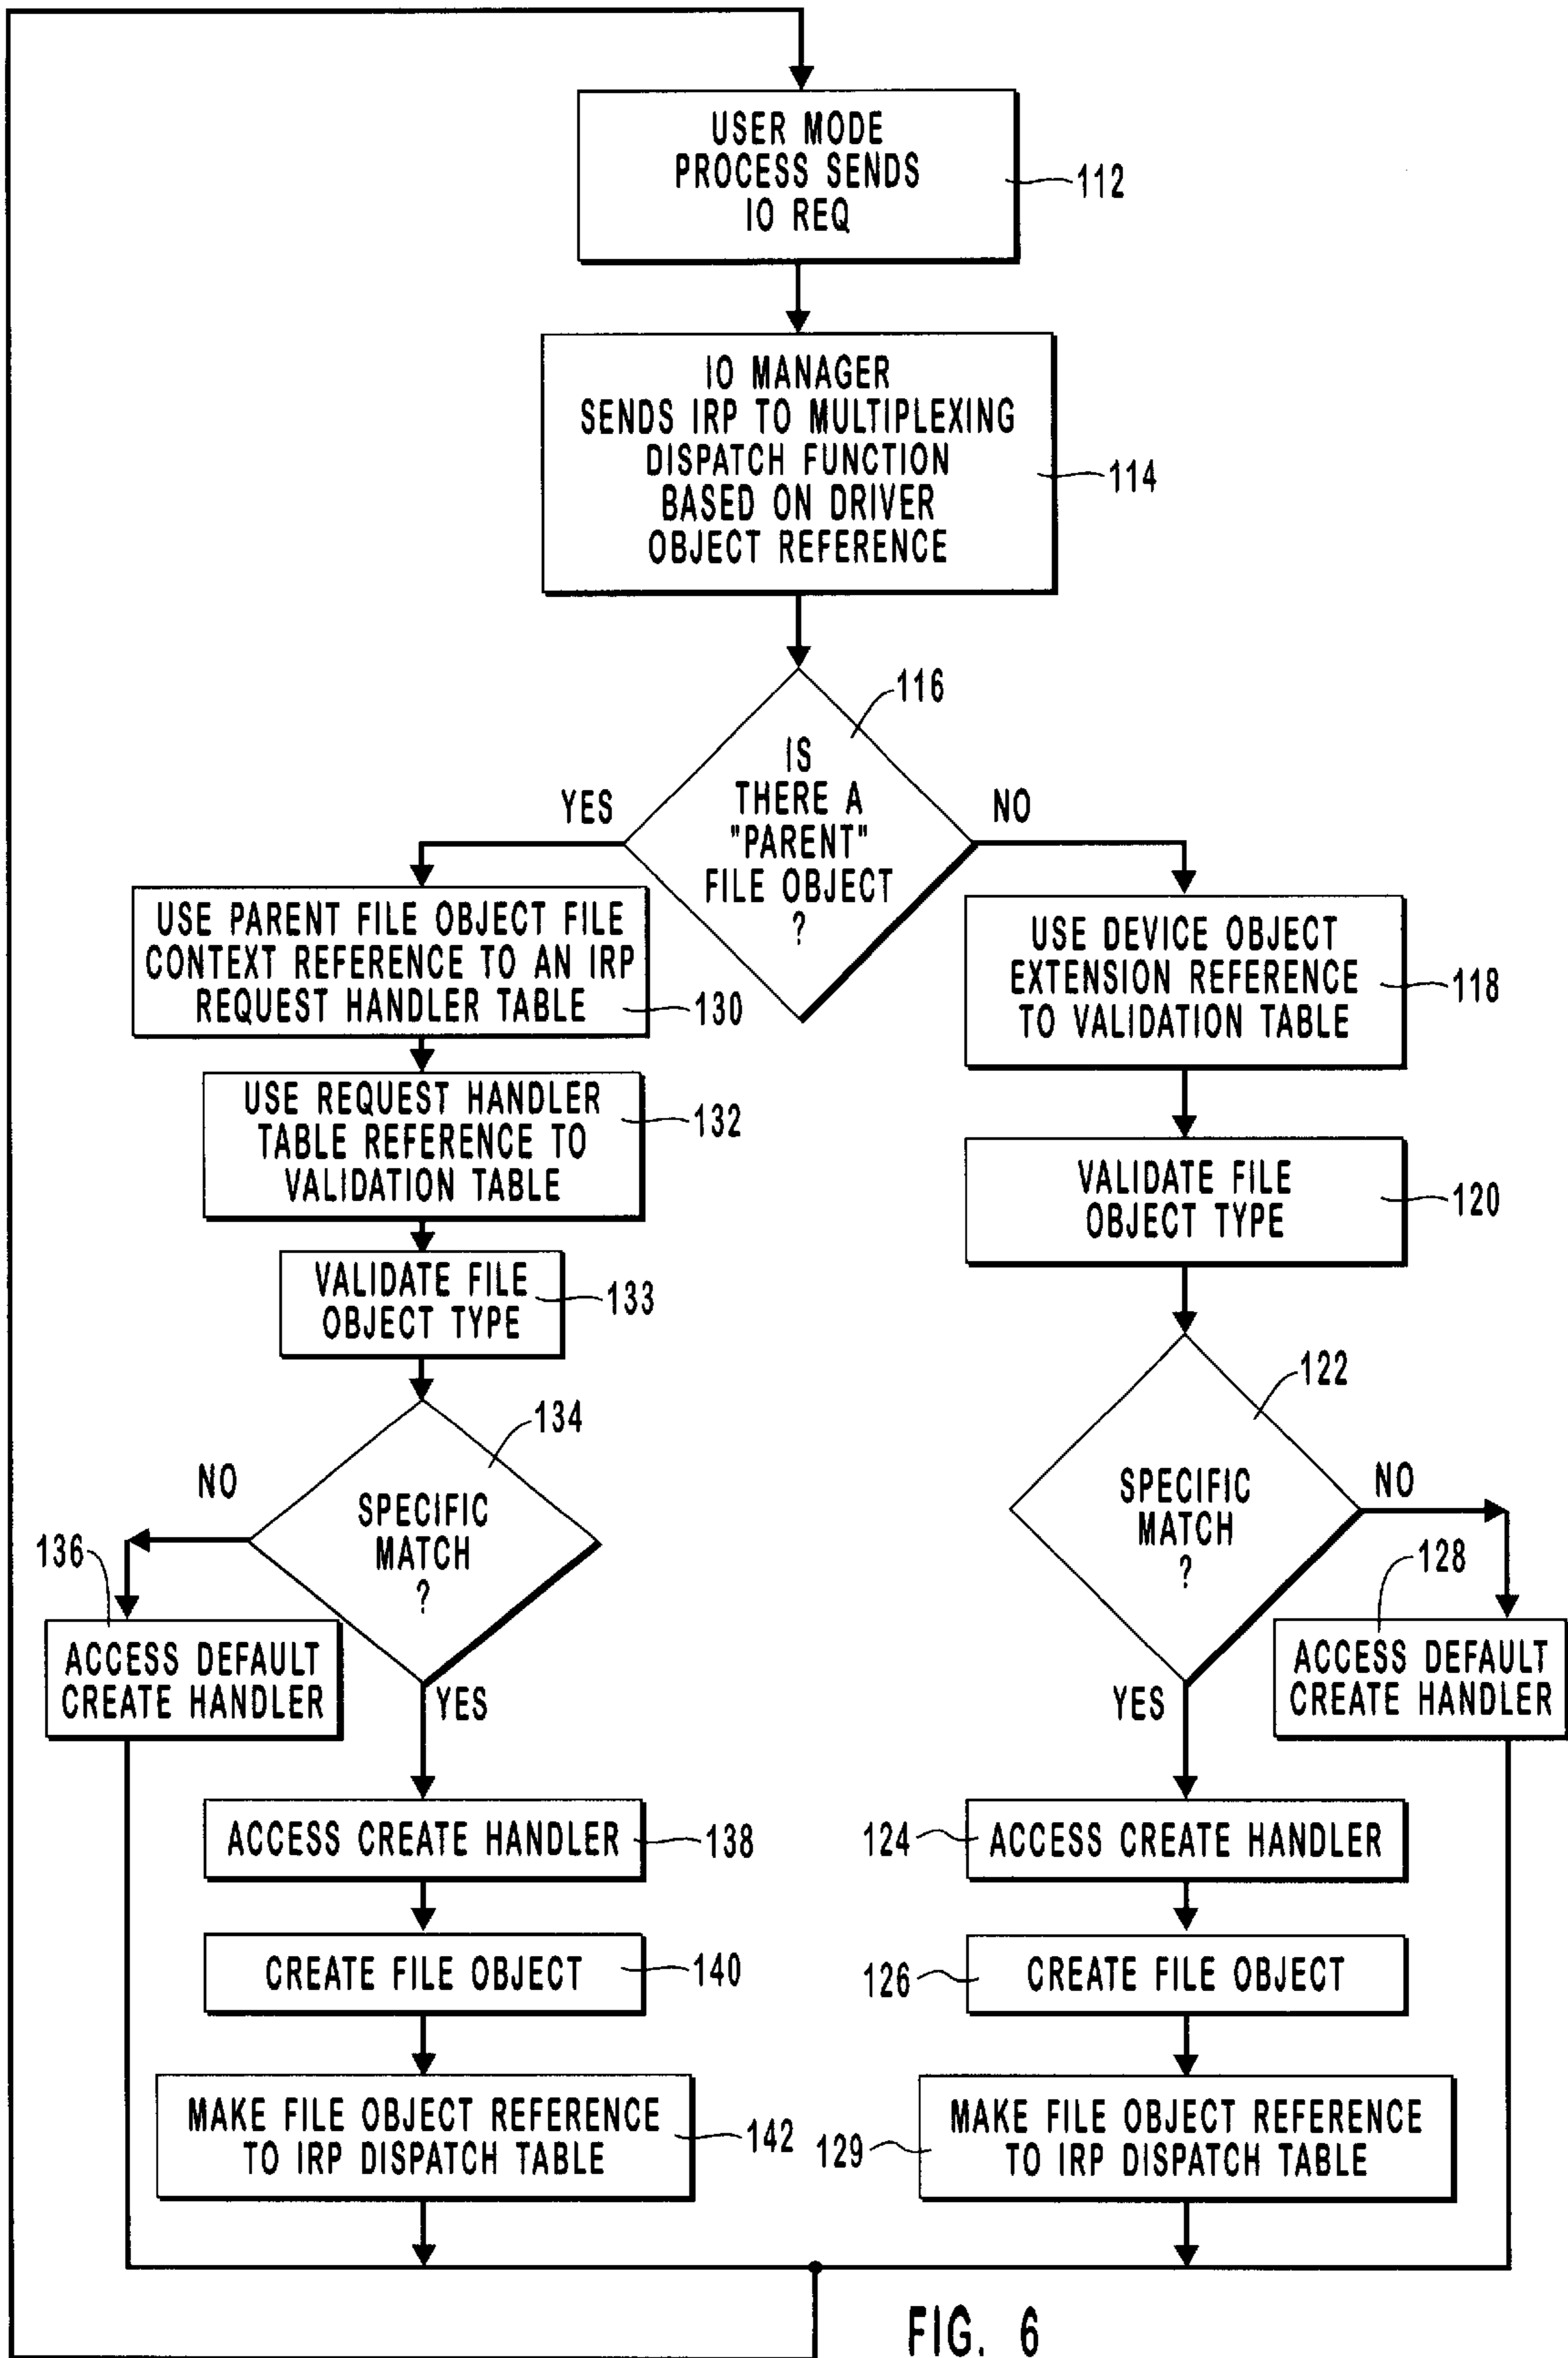 USER MODE
PROCESS SENDS
IO REQ
112
IO MANAGER
SENDS IRP TO MULTIPLEXING
DISPATCH FUNCTION
BASED ON DRIVER
OBJECT REFERENCE
114
116
IS
THERE A
"PARENT"
FILE OBJECT
?
YES
NO
USE PARENT FILE OBJECT FILE
CONTEXT REFERENCE TO AN IRP
REQUEST HANDLER TABLE
130
USE REQUEST HANDLER
TABLE REFERENCE TO
VALIDATION TABLE
132
VALIDATE FILE
OBJECT TYPE
133
134
SPECIFIC
MATCH
?
NO
136
ACCESS DEFAULT
CREATE HANDLER
YES
ACCESS CREATE HANDLER
138
CREATE FILE OBJECT
140
MAKE FILE OBJECT REFERENCE
TO IRP DISPATCH TABLE
142
USE DEVICE OBJECT
EXTENSION REFERENCE
TO VALIDATION TABLE
118
VALIDATE FILE
OBJECT TYPE
120
122
SPECIFIC
MATCH
?
NO
128
ACCESS DEFAULT
CREATE HANDLER
YES
124
ACCESS CREATE HANDLER
126
CREATE FILE OBJECT
129
MAKE FILE OBJECT REFERENCE
TO IRP DISPATCH TABLE
FIG. 6